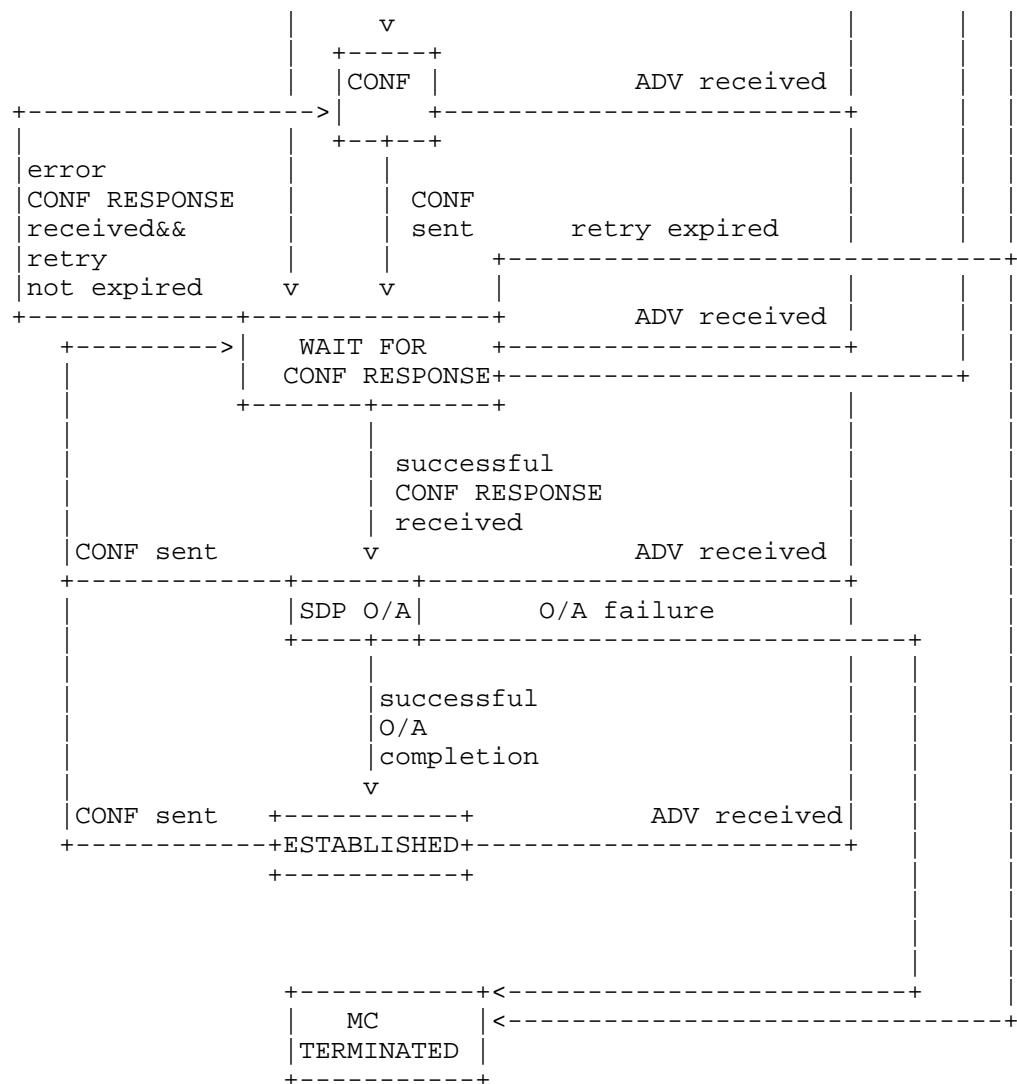 CONF
ADV received
error
CONF RESPONSE
CONF
received&&
sent
retry expired
retry
not expired
ADV received
WAIT FOR
CONF RESPONSE
successful
CONF RESPONSE
received
CONF sent
ADV received
SDP O/A
O/A failure
successful
O/A
completion
CONF sent
ADV received
ESTABLISHED
MC
TERMINATED